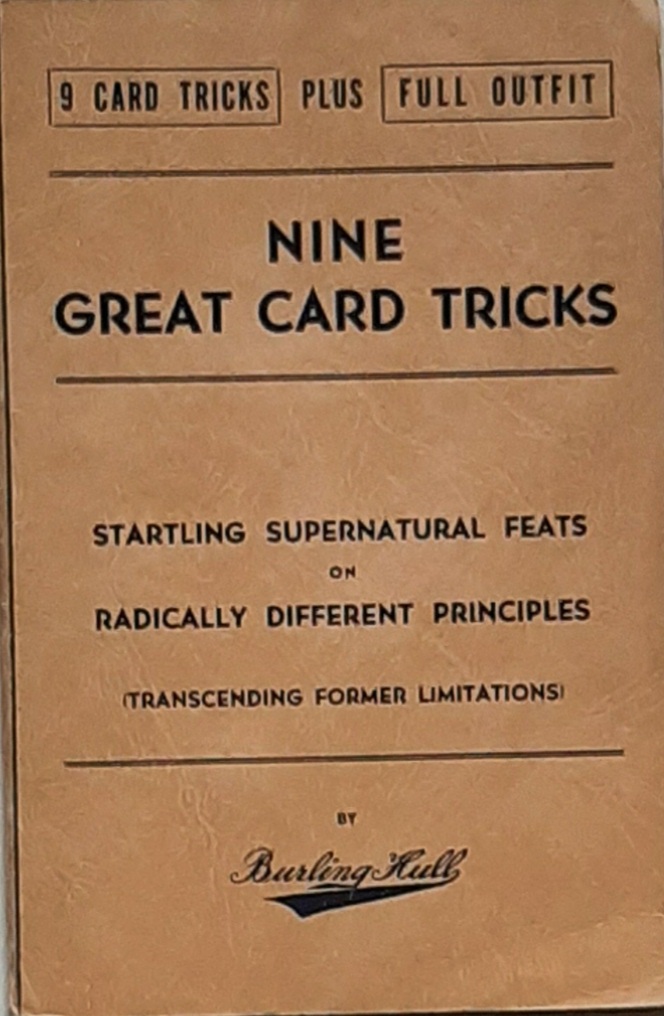 9 CARD TRICKS PLUS FULL OUTFIT
NINE
GREAT CARD TRICKS
STARTLING SUPERNATURAL FEATS
ON
RADICALLY DIFFERENT PRINCIPLES
(TRANSCENDING FORMER LIMITATIONS)
BY
Burling Hull